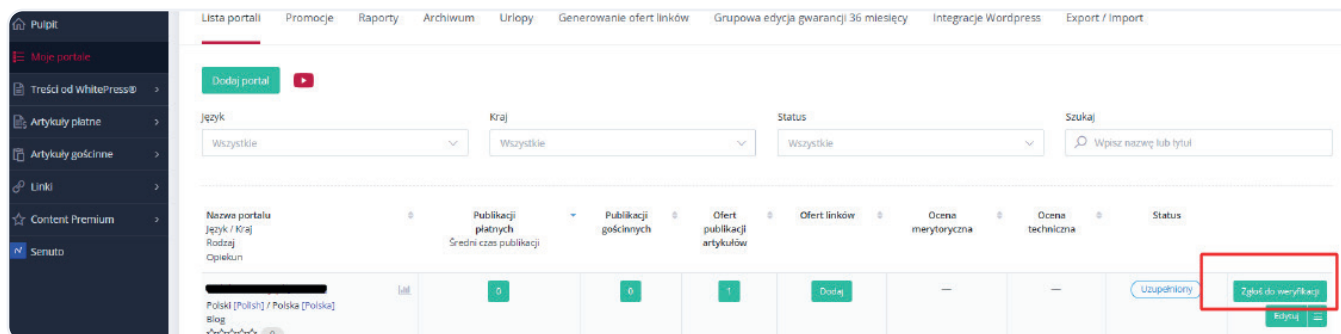 Pulpit
Moje portale
Treści od WhitePress®
Artykuły płatne
Artykuły gościnne
Linki
Content Premium
Senuto
Lista portali Promocje Raporty Archiwum Urlopy Generowanie ofert linków Grupowa edycja gwarancji 36 miesięcy Integracje Wordpress Export / Import
Dodaj portal
Język Kraj Status Szukaj
Wszystkie Wszystkie Wszystkie Wpisz nazwę lub tytuł
Nazwa portalu
Język / Kraj
Rodzaj
Opiekun
Publikacji
płatnych
Średni czas publikacji
Publikacji
gościnnych
Ofert
publikacji
artykułów
Ofert linków
Ocena
merytoryczna
Ocena
techniczna
Status
Polski [Polish] / Polska [Polska]
Blog
0
0 0 1 Dodaj — — Uzupełniony Zgłoś do weryfikacji
Edytuj